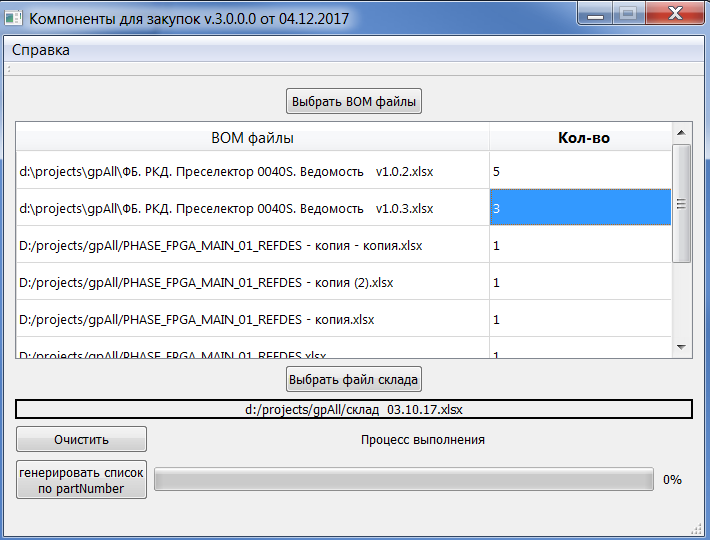 Компоненты для закупок v.3.0.0.0 от 04.12.2017
Справка
Выбрать BOM файлы
BOM файлы Кол-во
d:\projects\gpAll\ФБ. РКД. Преселектор 0040S. Ведомость v1.0.2.xlsx 5
d:\projects\gpAll\ФБ. РКД. Преселектор 0040S. Ведомость v1.0.3.xlsx 3
D:/projects/gpAll/PHASE_FPGA_MAIN_01_REFDES - копия - копия.xlsx 1
D:/projects/gpAll/PHASE_FPGA_MAIN_01_REFDES - копия (2).xlsx 1
D:/projects/gpAll/PHASE_FPGA_MAIN_01_REFDES - копия.xlsx 1
D:/projects/gpAll/PHASE_FPGA_MAIN_01_REFDES.xlsx 1
Выбрать файл склада
d:/projects/gpAll/склад 03.10.17.xlsx
Очистить Процесс выполнения
генерировать список
по partNumber
0%